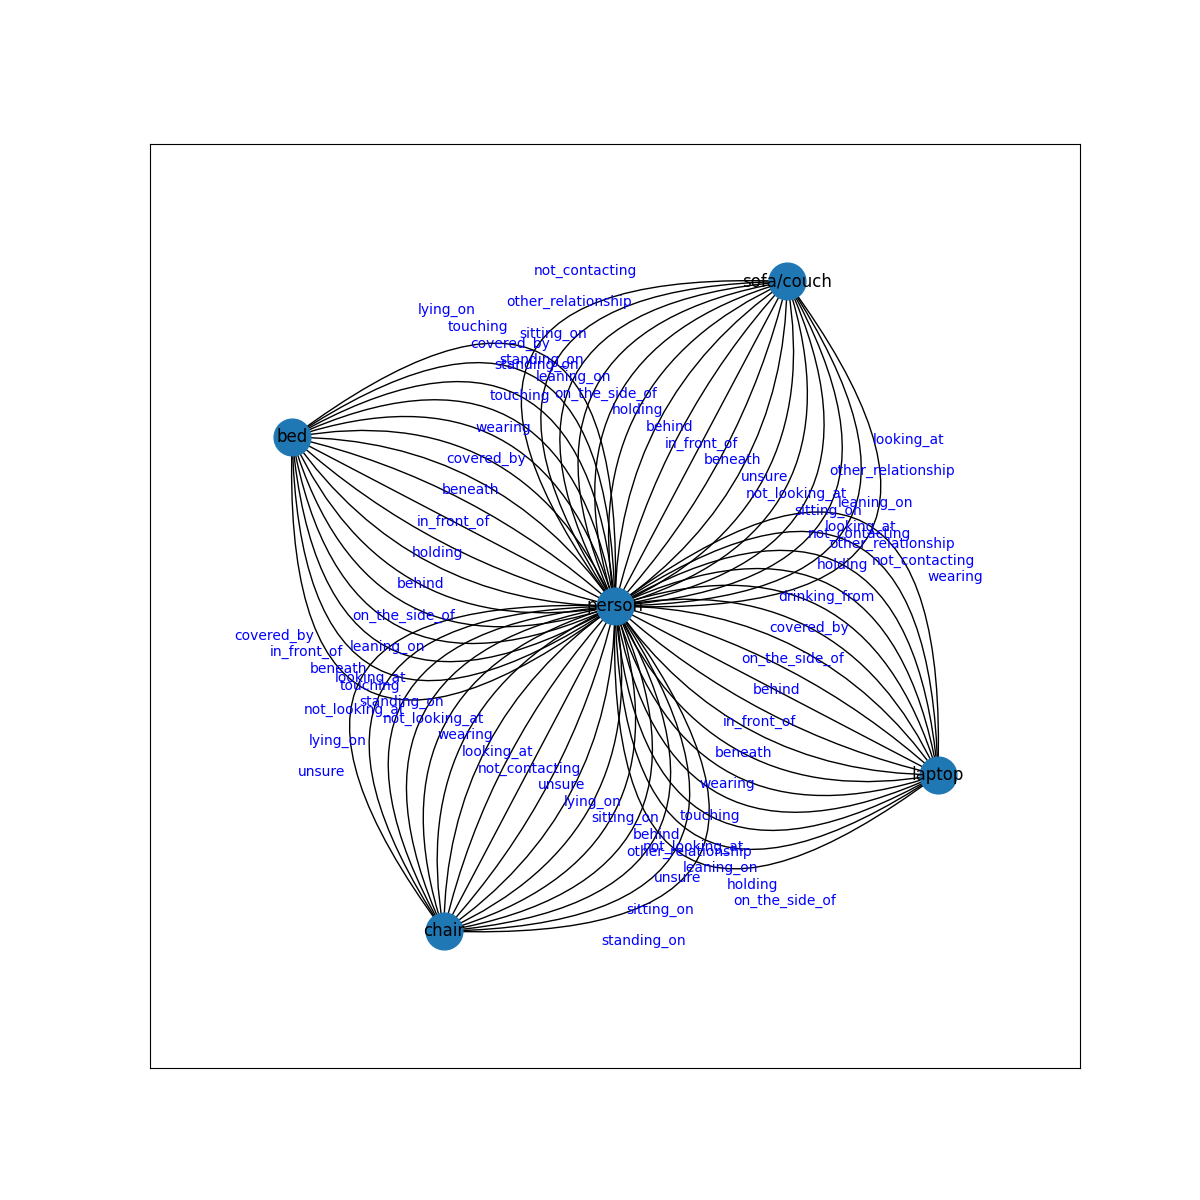 not_contacting
sofa/couch
other_relationship
lying_on
touching
sitting_on
covered_by
standing_on
standing_on
leaning_on
touching
on_the_side_of
holding
behind
wearing
bed
looking_at
in_front_of
covered_by
beneath
other_relationship
unsure
beneath
not_looking_at
leaning_on
sitting_on
in_front_of
looking_at
not_contacting
other_relationship
holding
not_contacting
holding
wearing
behind
drinking_from
person
on_the_side_of
covered_by
covered_by
leaning_on
in_front_of
on_the_side_of
beneath
looking_at
touching
behind
standing_on
not_looking_at
not_looking_at
in_front_of
wearing
lying_on
looking_at
beneath
not_contacting
unsure
laptop
unsure
wearing
lying_on
sitting_on
touching
behind
not_looking_at
other_relationship
leaning_on
unsure
holding
on_the_side_of
sitting_on
chair
standing_on